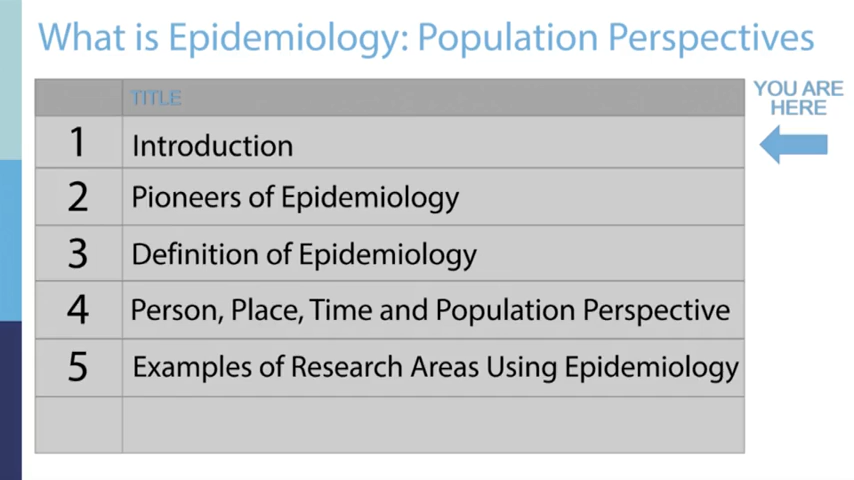 What is Epidemiology: Population Perspectives
TITLE
YOU ARE
HERE
1 Introduction
2 Pioneers of Epidemiology
3 Definition of Epidemiology
4 Person, Place, Time and Population Perspective
5 Examples of Research Areas Using Epidemiology